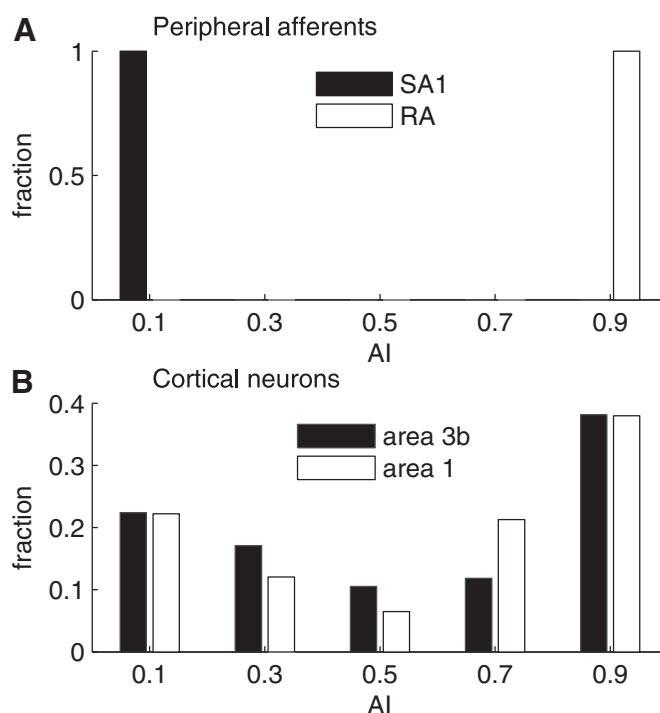 A Peripheral afferents
1
SA1
RA
0.5
fraction
0
0.1 0.3 0.5 0.7 0.9
AI
B Cortical neurons
0.4
area 3b
area 1
0.3
fraction
0.2
0.1
0
0.1 0.3 0.5 0.7 0.9
AI